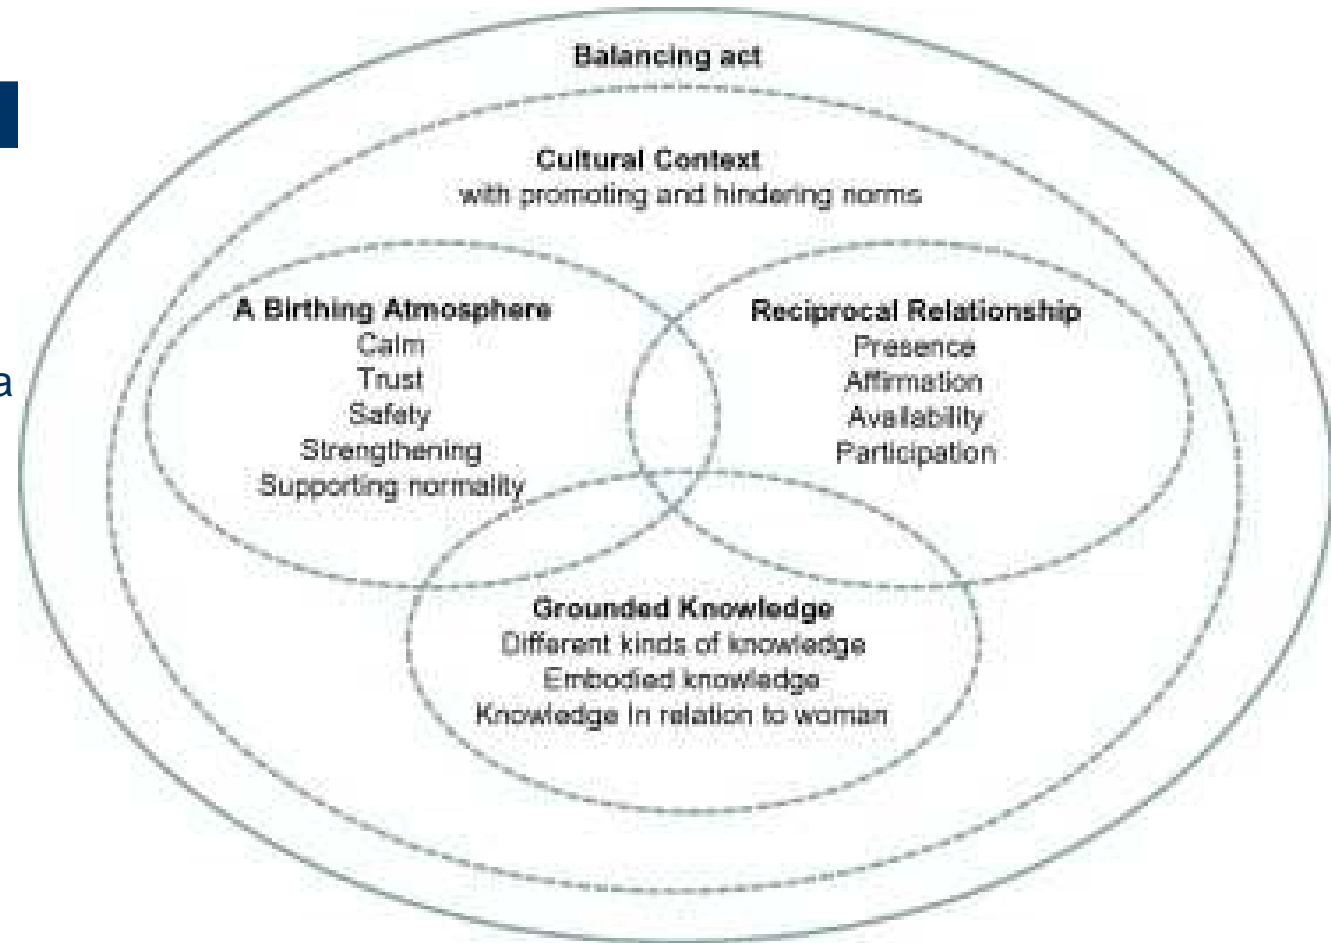 Balancing act
Cultural Context
with promoting and hindering norms
A Birthing Atmosphere
Calm
Trust
Safety
Strengthening
Supporting normality
Reciprocal Relationship
Presence
Affirmation
Availability
Participation
a
Grounded Knowledge
Different kinds of knowledge
Embodied knowledge
Knowledge in relation to woman